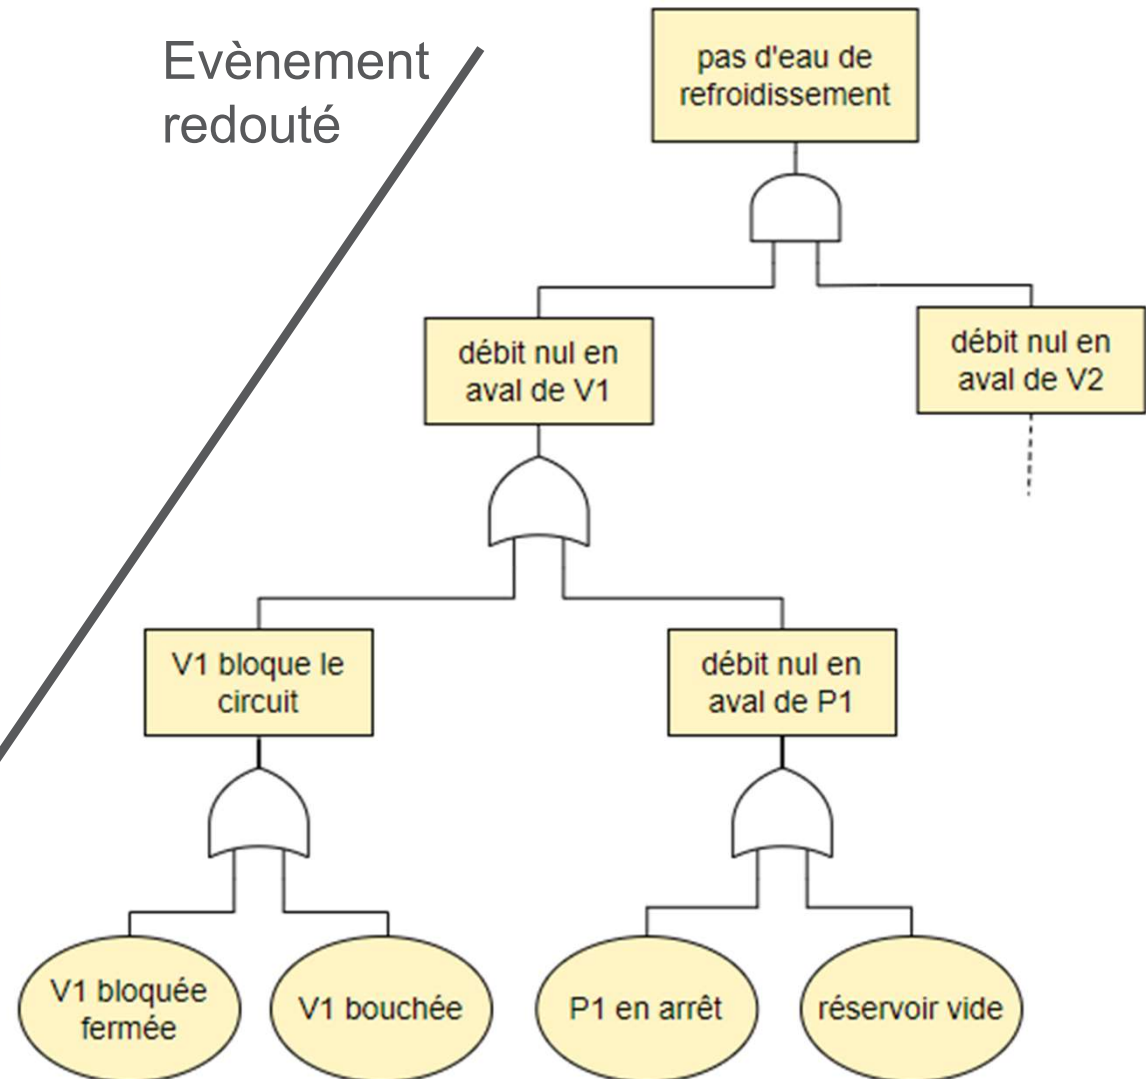 Evènement
redouté
pas d'eau de
refroidissement
débit nul en
aval de V1
débit nul en
aval de V2
V1 bloque le
circuit
débit nul en
aval de P1
V1 bloquée
fermée
V1 bouchée
P1 en arrêt
réservoir vide